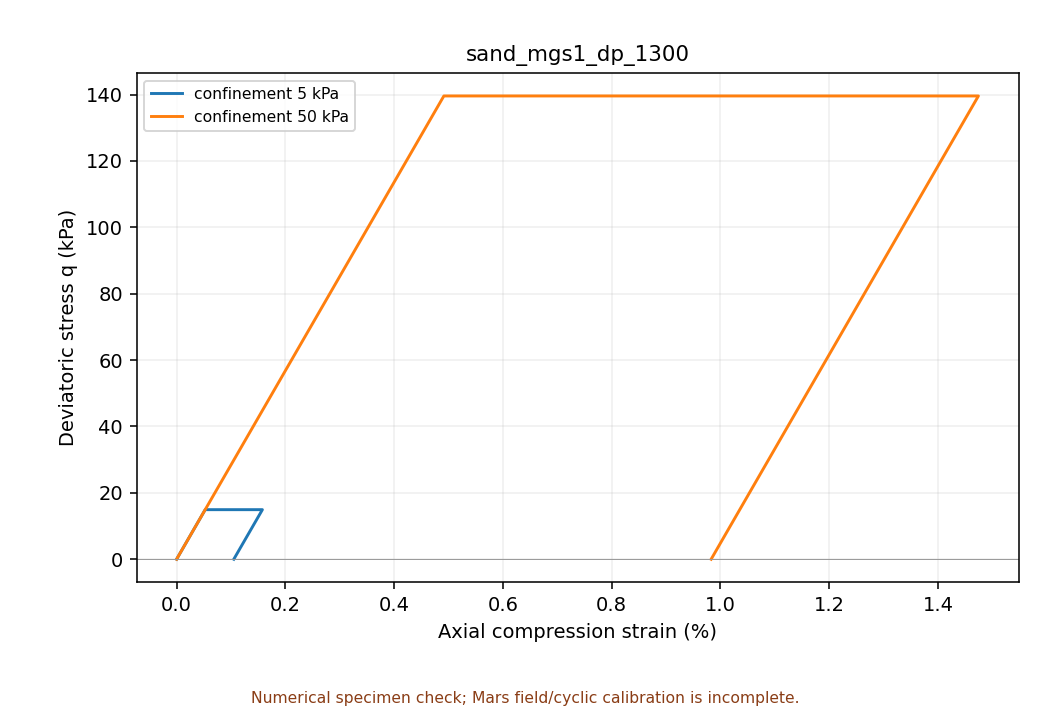 sand_mgs1_dp_1300
confinement 5 kPa
confinement 50 kPa
Deviatoric stress q (kPa)
140
120
100
80
60
40
20
0
0.0 0.2 0.4 0.6 0.8 1.0 1.2 1.4
Axial compression strain (%)
Numerical specimen check; Mars field/cyclic calibration is incomplete.